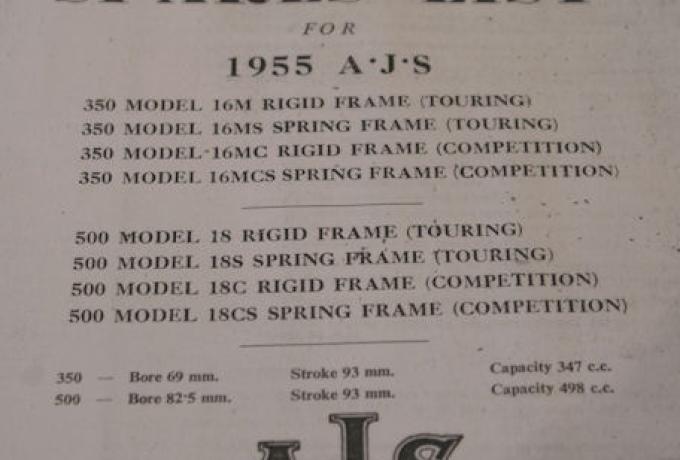 SPARES LIST
FOR
1955 A·J·S
350 MODEL 16M RIGID FRAME (TOURING)
350 MODEL 16MS SPRING FRAME (TOURING)
350 MODEL-16MC RIGID FRAME (COMPETITION)
350 MODEL 16MCS SPRING FRAME (COMPETITION)
500 MODEL 18 RIGID FRAME (TOURING)
500 MODEL 18S SPRING FRAME (TOURING)
500 MODEL 18C RIGID FRAME (COMPETITION)
500 MODEL 18CS SPRING FRAME (COMPETITION)
350 — Bore 69 mm. Stroke 93 mm. Capacity 347 c.c.
500 — Bore 82·5 mm. Stroke 93 mm. Capacity 498 c.c.
AJS